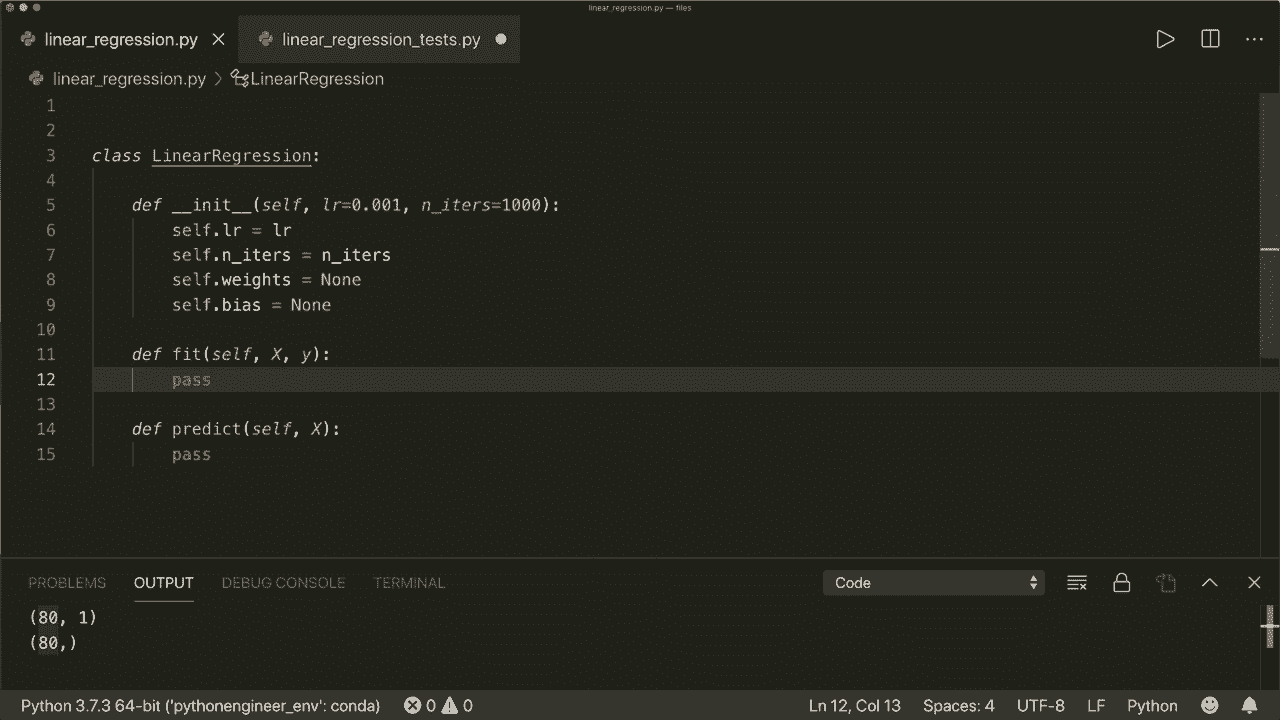 linear_regression.py — files
linear_regression.py
linear_regression_tests.py
linear_regression.py > LinearRegression
1
2
3 class LinearRegression:
4
5 def __init__(self, lr=0.001, n_iters=1000):
6 self.lr = lr
7 self.n_iters = n_iters
8 self.weights = None
9 self.bias = None
10
11 def fit(self, X, y):
12 pass
13
14 def predict(self, X):
15 pass
PROBLEMS OUTPUT DEBUG CONSOLE TERMINAL Code
(80, 1)
(80,)
Python 3.7.3 64-bit ('pythonengineer_env': conda) 0 0 Ln 12, Col 13 Spaces: 4 UTF-8 LF Python